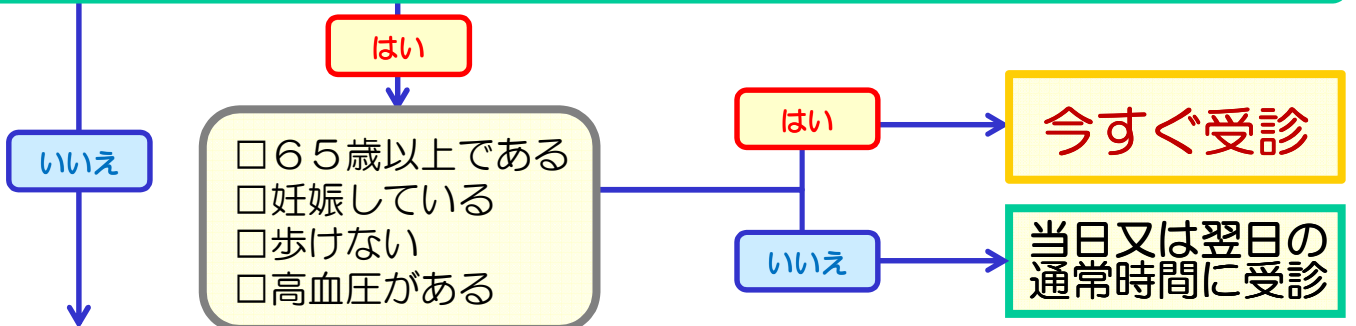 はい
いいえ
□６５歳以上である
□妊娠している
□歩けない
□高血圧がある
はい
今すぐ受診
いいえ
当日又は翌日の
通常時間に受診